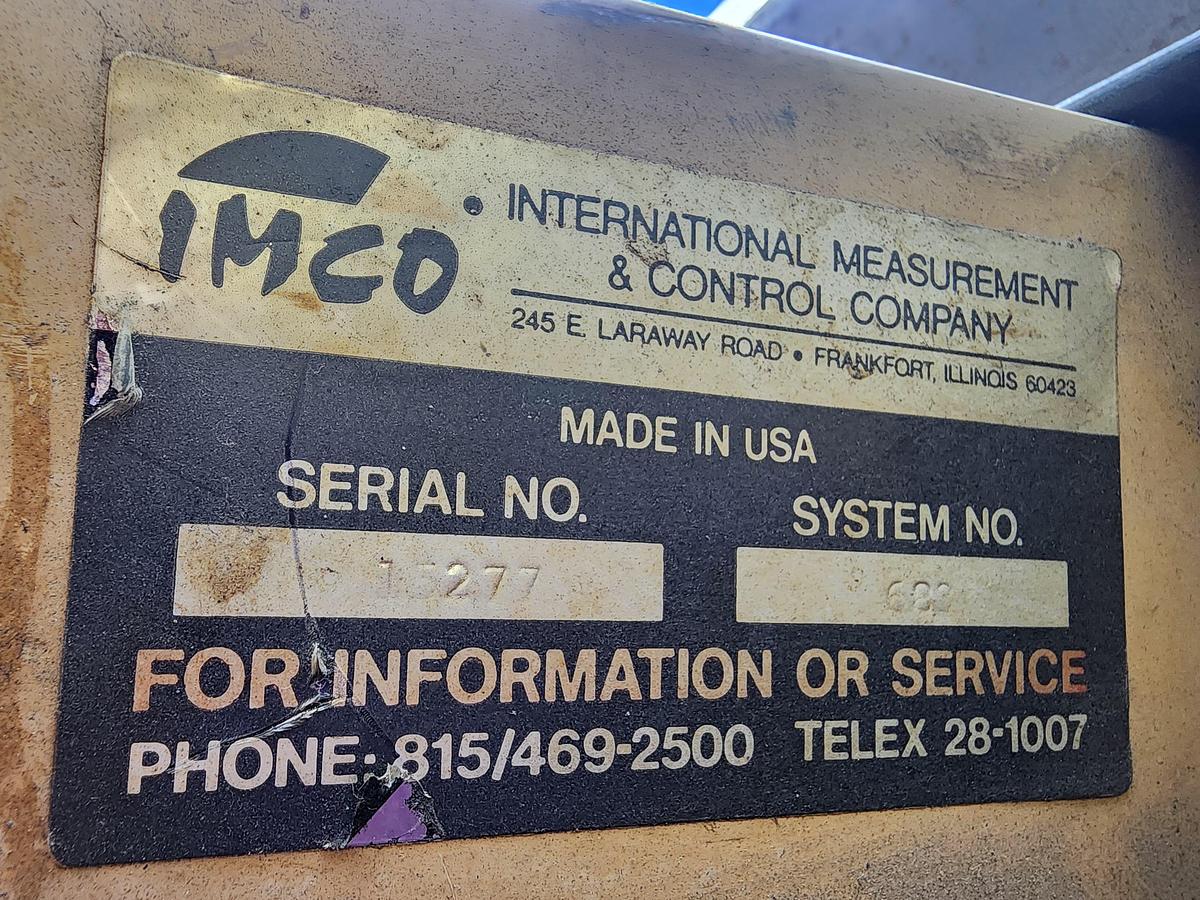 IMCO
• INTERNATIONAL MEASUREMENT
& CONTROL COMPANY
245 E. LARAWAY ROAD • FRANKFORT, ILLINOIS 60423
MADE IN USA
SERIAL NO.
SYSTEM NO.
FOR INFORMATION OR SERVICE
PHONE: 815/469-2500 TELEX 28-1007